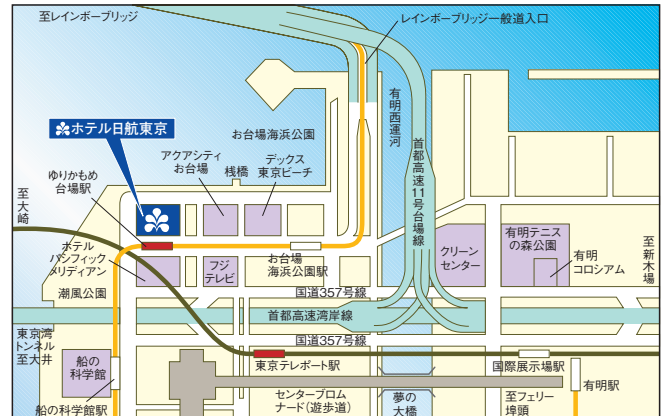 至レインボーブリッジ
レインボーブリッジ一般道入口
有明西運河
お台場海浜公園
ホテル日航東京
首都高速11号台場線
アクアシティ
お台場
桟橋
デックス
東京ビーチ
ゆりかもめ
台場駅
至大崎
ホテル
パシフィック
メリディアン
フジ
テレビ
お台場
海浜公園駅
クリーン
センター
有明テニス
の森公園
有明
コロシアム
至新木場
潮風公園
国道357号線
首都高速湾岸線
東京湾
トンネル
至大井
国道357号線
船の
科学館
東京テレポート駅
国際展示場駅
有明駅
船の科学館駅
センタープロム
ナード(遊歩道)
夢の
大橋
至フェリー
埠頭